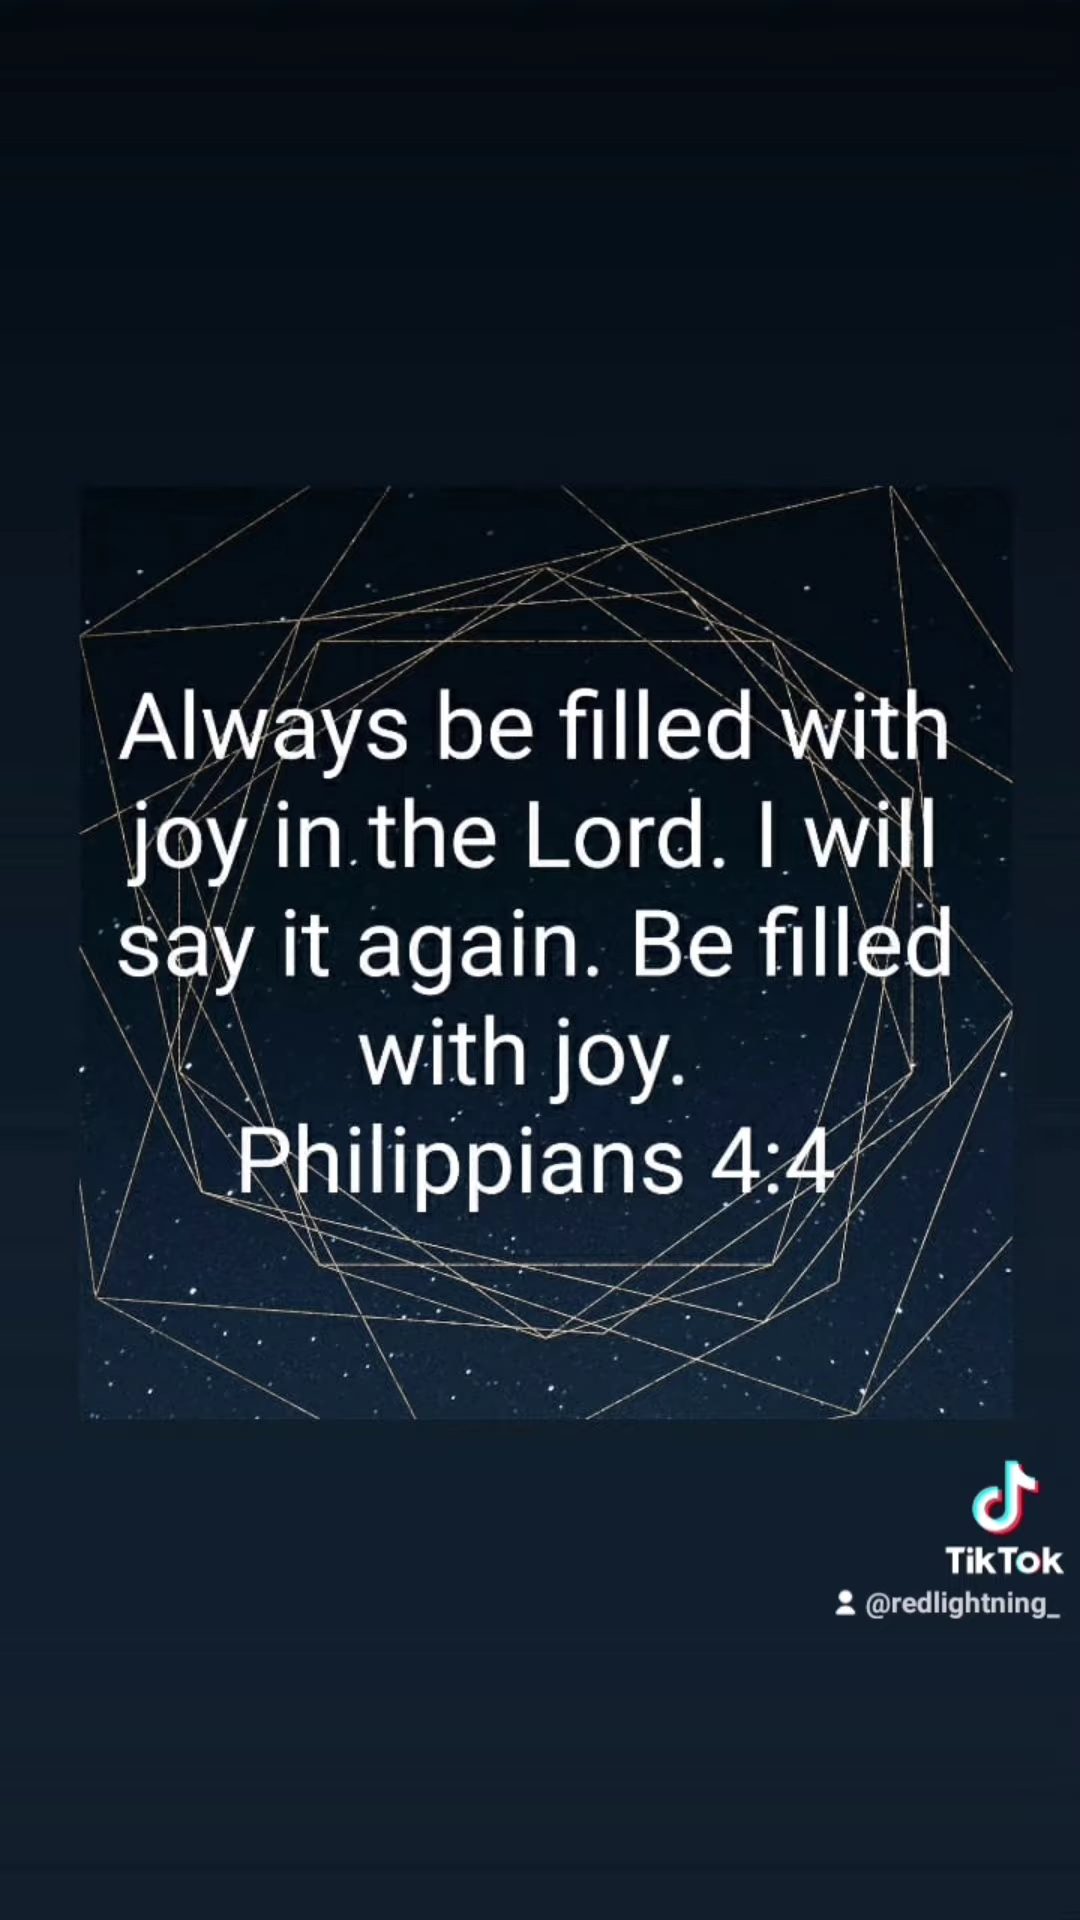 Always be filled with
joy in the Lord. I will
say it again. Be filled
with joy.
Philippians 4:4
TikTok
@redlightning_